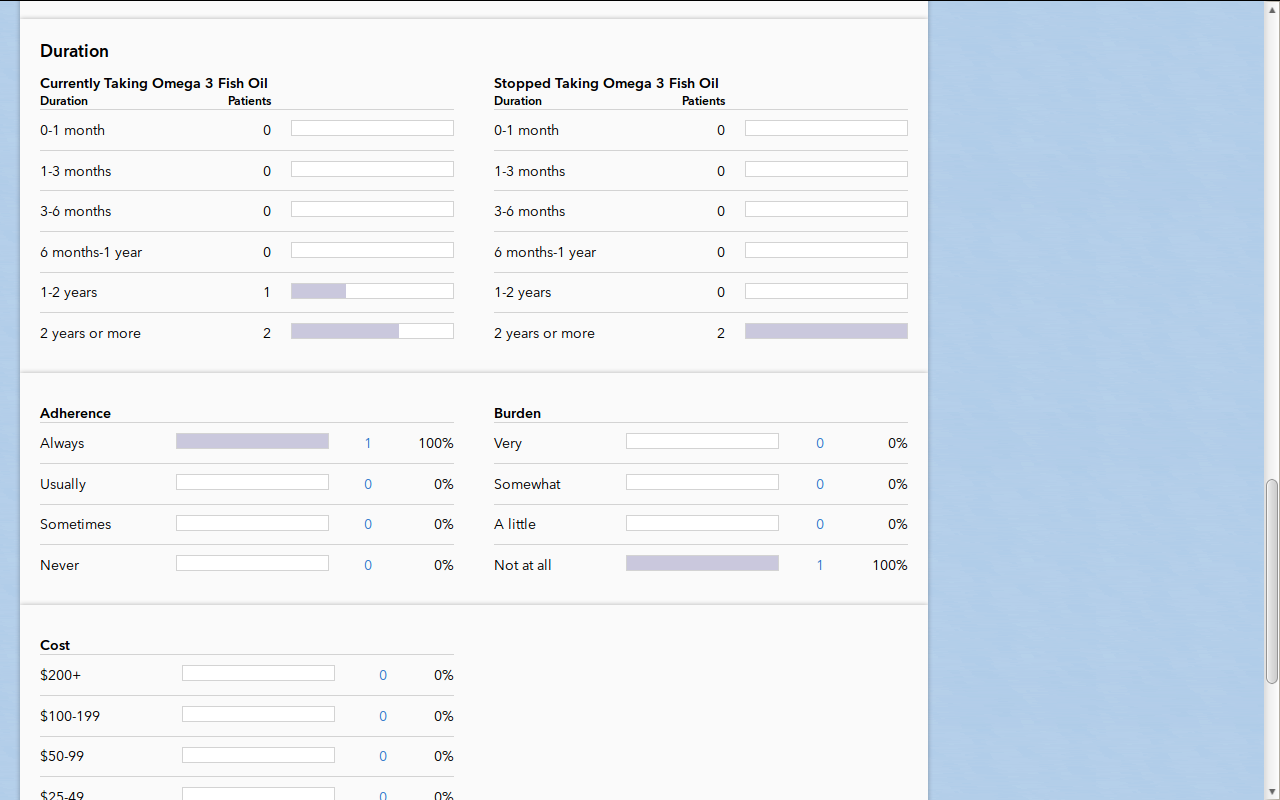 Duration
Currently Taking Omega 3 Fish Oil
Duration Patients
0-1 month 0
1-3 months 0
3-6 months 0
6 months-1 year 0
1-2 years 1
2 years or more 2
Stopped Taking Omega 3 Fish Oil
Duration Patients
0-1 month 0
1-3 months 0
3-6 months 0
6 months-1 year 0
1-2 years 0
2 years or more 2
Adherence
Always 1 100%
Usually 0 0%
Sometimes 0 0%
Never 0 0%
Burden
Very 0 0%
Somewhat 0 0%
A little 0 0%
Not at all 1 100%
Cost
$200+ 0 0%
$100-199 0 0%
$50-99 0 0%
$25-49 0 0%